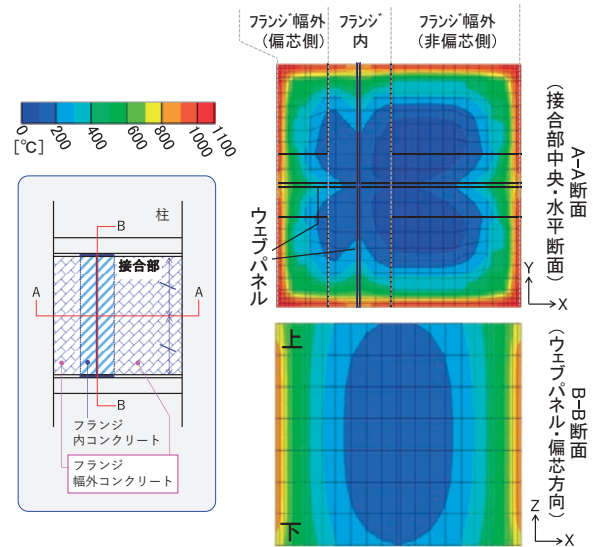 フランジ幅外
(偏芯側)
フランジ
内
フランジ幅外
(非偏芯側)
0
200
400
600
800
1000
1100
[℃]
B
柱
接合部
A
A
B
フランジ
内コンクリート
フランジ
幅外コンクリート
ウェブパネル
A-A断面
(接合部中央・水平断面)
Y
X
上
下
B-B断面
(ウェブパネル・偏芯方向)
Z
X